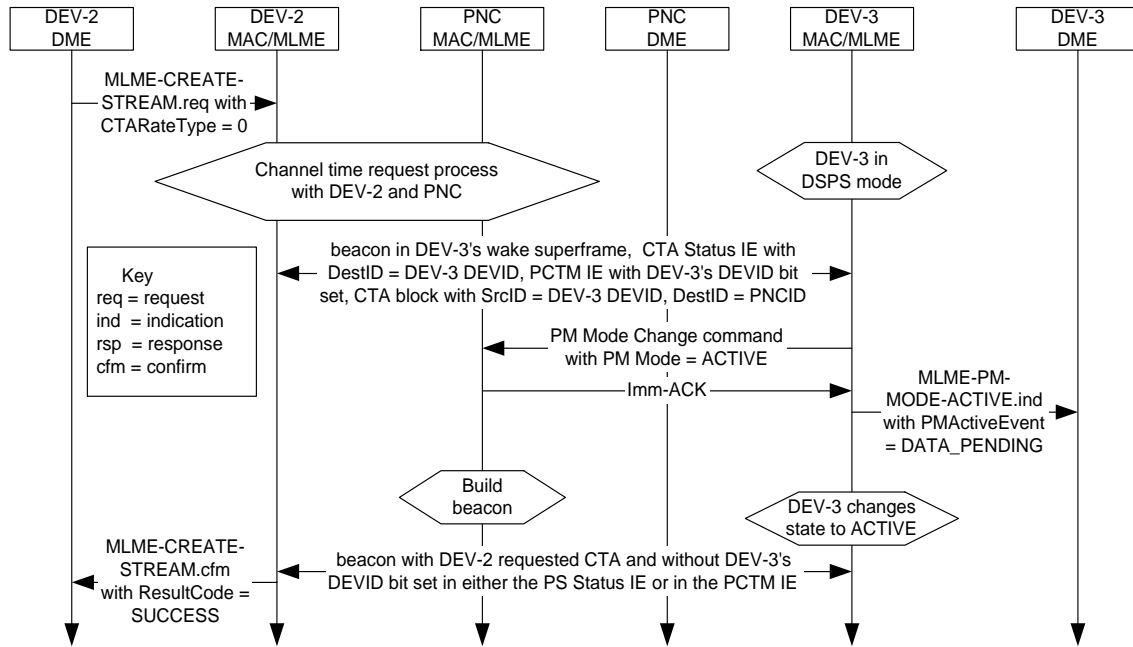 DEV-2
DME
DEV-2
MAC/MLME
PNC
MAC/MLME
PNC
DME
DEV-3
MAC/MLME
DEV-3
DME
MLME-CREATE-
STREAM.req with
CTARateType = 0
Channel time request process
with DEV-2 and PNC
DEV-3 in
DSPS mode
beacon in DEV-3's wake superframe, CTA Status IE with
DestID = DEV-3 DEVID, PCTM IE with DEV-3's DEVID bit
set, CTA block with SrcID = DEV-3 DEVID, DestID = PNCID
Key
req = request
ind = indication
rsp = response
cfm = confirm
PM Mode Change command
with PM Mode = ACTIVE
Imm-ACK
MLME-PM-
MODE-ACTIVE.ind
with PMActiveEvent
= DATA_PENDING
Build
beacon
DEV-3 changes
state to ACTIVE
MLME-CREATE-
STREAM.cfm
with ResultCode =
SUCCESS
beacon with DEV-2 requested CTA and without DEV-3's
DEVID bit set in either the PS Status IE or in the PCTM IE